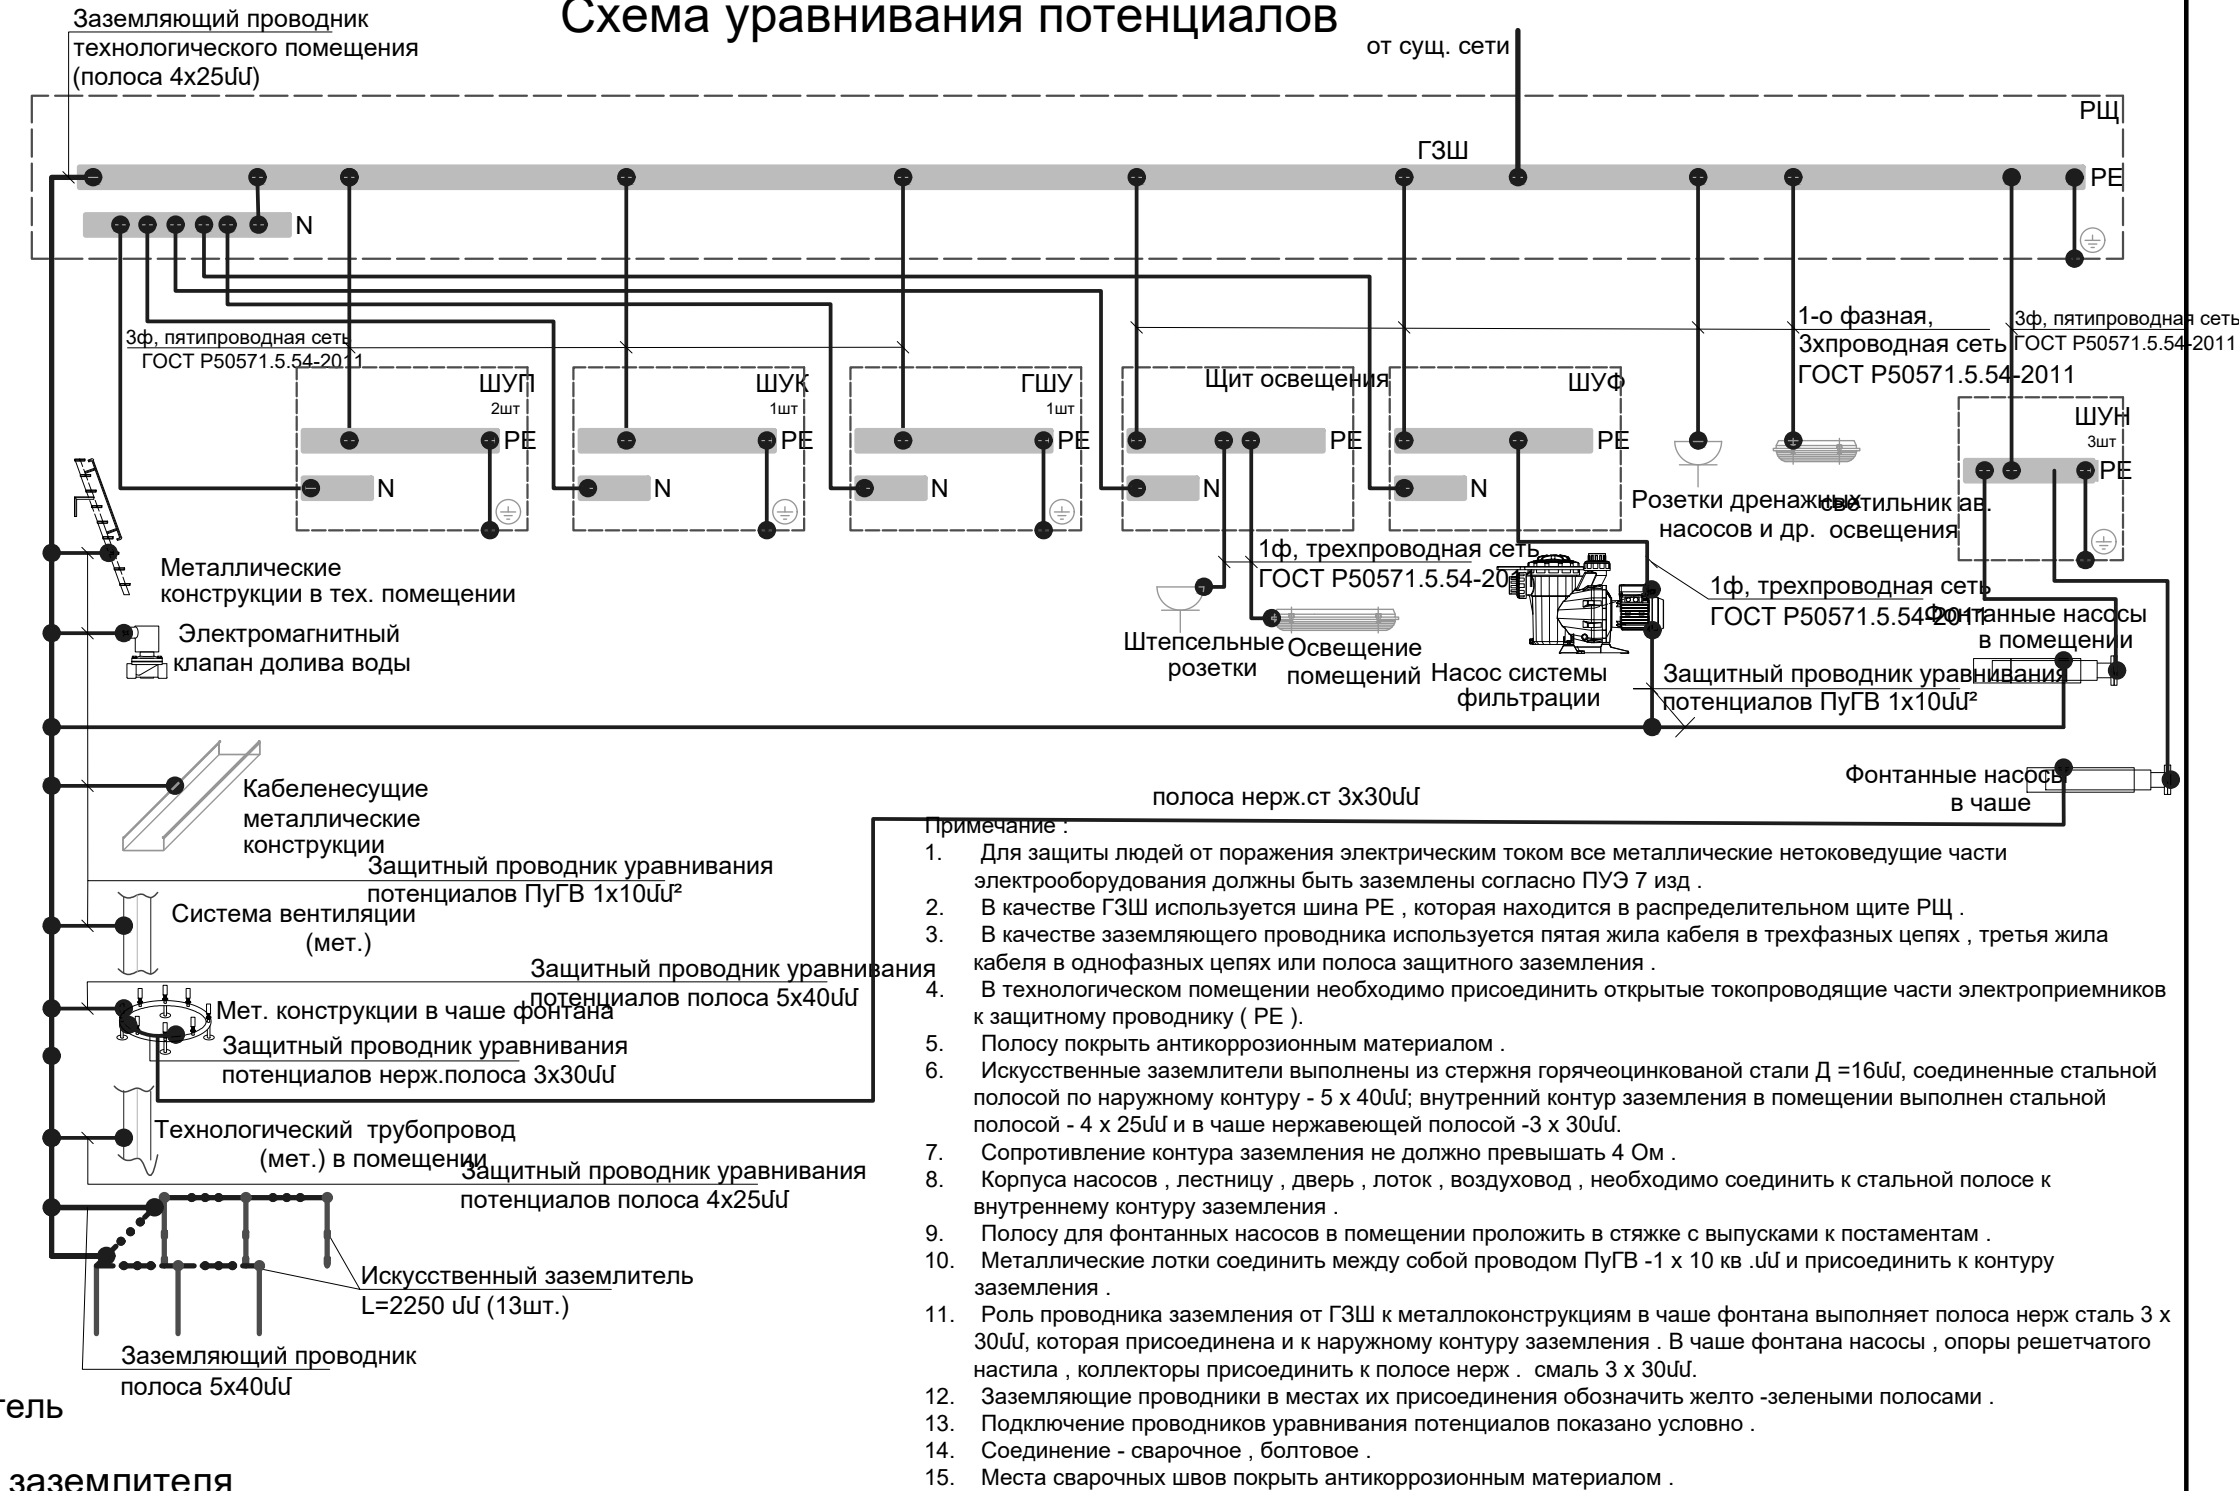 Схема уравнивания потенциалов
Заземляющий проводник
технологического помещения
(полоса 4х25мм)
от сущ. сети
РЩ
ГЗШ
PE
N
3ф, пятипроводная сеть
ГОСТ Р50571.5.54-2011
1-о фазная,
3хпроводная сеть
ГОСТ Р50571.5.54-2011
3ф, пятипроводная сеть
ГОСТ Р50571.5.54-2011
ШУП
2шт
PE
N
ШУК
1шт
PE
N
ГШУ
1шт
PE
N
Щит освещения
PE
N
ШУФ
PE
N
ШУН
3шт
PE
Розетки дренажных
насосов и др.
светильник ав.
освещения
Металлические
конструкции в тех. помещении
Электромагнитный
клапан долива воды
1ф, трехпроводная сеть
ГОСТ Р50571.5.54-2011
Штепсельные
розетки
Освещение
помещений
Насос системы
фильтрации
1ф, трехпроводная сеть
ГОСТ Р50571.5.54-2011
Фонтанные насосы
в помещении
Защитный проводник уравнивания
потенциалов ПуГВ 1х10мм²
Фонтанные насосы
в чаше
полоса нерж.ст 3х30мм
Кабеленесущие
металлические
конструкции
Защитный проводник уравнивания
потенциалов ПуГВ 1х10мм²
Система вентиляции
(мет.)
Защитный проводник уравнивания
потенциалов полоса 5х40мм
Мет. конструкции в чаше фонтана
Защитный проводник уравнивания
потенциалов нерж.полоса 3х30мм
Технологический трубопровод
(мет.) в помещении
Защитный проводник уравнивания
потенциалов полоса 4х25мм
Искусственный заземлитель
L=2250 мм (13шт.)
Заземляющий проводник
полоса 5х40мм
тель
заземлителя
Примечание :
1. Для защиты людей от поражения электрическим током все металлические нетоковедущие части
электрооборудования должны быть заземлены согласно ПУЭ 7 изд .
2. В качестве ГЗШ используется шина РЕ , которая находится в распределительном щите РЩ .
3. В качестве заземляющего проводника используется пятая жила кабеля в трехфазных цепях , третья жила
кабеля в однофазных цепях или полоса защитного заземления .
4. В технологическом помещении необходимо присоединить открытые токопроводящие части электроприемников
к защитному проводнику ( РЕ ).
5. Полосу покрыть антикоррозионным материалом .
6. Искусственные заземлители выполнены из стержня горячеоцинкованой стали Д =16мм, соединенные стальной
полосой по наружному контуру - 5 х 40мм; внутренний контур заземления в помещении выполнен стальной
полосой - 4 х 25мм и в чаше нержавеющей полосой -3 х 30мм.
7. Сопротивление контура заземления не должно превышать 4 Ом .
8. Корпуса насосов , лестницу , дверь , лоток , воздуховод , необходимо соединить к стальной полосе к
внутреннему контуру заземления .
9. Полосу для фонтанных насосов в помещении проложить в стяжке с выпусками к постаментам .
10. Металлические лотки соединить между собой проводом ПуГВ -1 х 10 кв .мм и присоединить к контуру
заземления .
11. Роль проводника заземления от ГЗШ к металлоконструкциям в чаше фонтана выполняет полоса нерж сталь 3 х
30мм, которая присоединена и к наружному контуру заземления . В чаше фонтана насосы , опоры решетчатого
настила , коллекторы присоединить к полосе нерж . смаль 3 х 30мм.
12. Заземляющие проводники в местах их присоединения обозначить желто -зелеными полосами .
13. Подключение проводников уравнивания потенциалов показано условно .
14. Соединение - сварочное , болтовое .
15. Места сварочных швов покрыть антикоррозионным материалом .